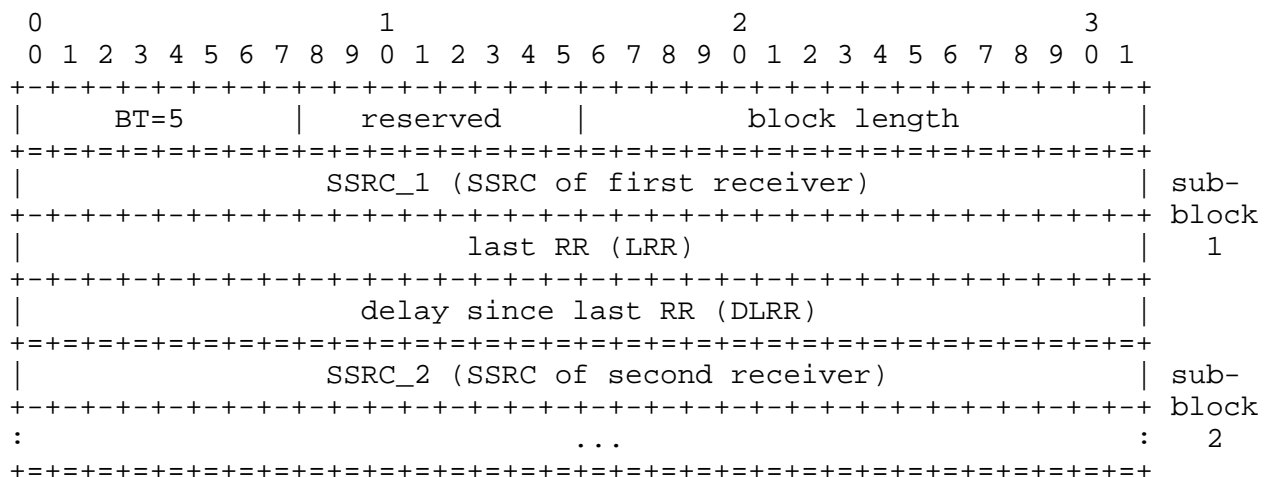 0                   1                   2                   3
 0 1 2 3 4 5 6 7 8 9 0 1 2 3 4 5 6 7 8 9 0 1 2 3 4 5 6 7 8 9 0 1
+-+-+-+-+-+-+-+-+-+-+-+-+-+-+-+-+-+-+-+-+-+-+-+-+-+-+-+-+-+-+-+-+
|     BT=5      |   reserved    |         block length          |
+=+=+=+=+=+=+=+=+=+=+=+=+=+=+=+=+=+=+=+=+=+=+=+=+=+=+=+=+=+=+=+=+
|                 SSRC_1 (SSRC of first receiver)               | sub-
+-+-+-+-+-+-+-+-+-+-+-+-+-+-+-+-+-+-+-+-+-+-+-+-+-+-+-+-+-+-+-+-+ block
|                         last RR (LRR)                         |   1
+-+-+-+-+-+-+-+-+-+-+-+-+-+-+-+-+-+-+-+-+-+-+-+-+-+-+-+-+-+-+-+-+
|                   delay since last RR (DLRR)                  |
+=+=+=+=+=+=+=+=+=+=+=+=+=+=+=+=+=+=+=+=+=+=+=+=+=+=+=+=+=+=+=+=+
|                 SSRC_2 (SSRC of second receiver)              | sub-
+-+-+-+-+-+-+-+-+-+-+-+-+-+-+-+-+-+-+-+-+-+-+-+-+-+-+-+-+-+-+-+-+ block
:                               ...                             :   2
+=+=+=+=+=+=+=+=+=+=+=+=+=+=+=+=+=+=+=+=+=+=+=+=+=+=+=+=+=+=+=+=+